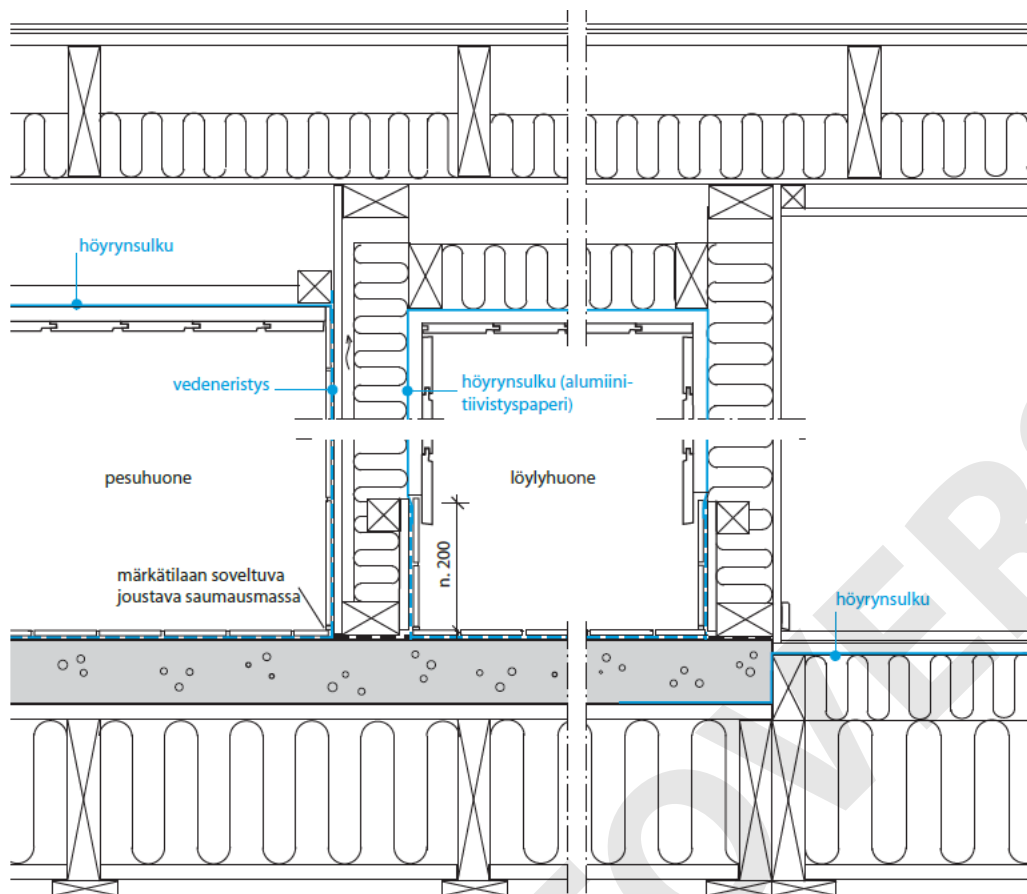 höyrynsulku
vedeneristys
höyrynsulku (alumiini-
tiivistyspaperi)
pesuhuone
löylyhuone
n. 200
märkätilaan soveltuva
joustava saumausmassa
höyrynsulku